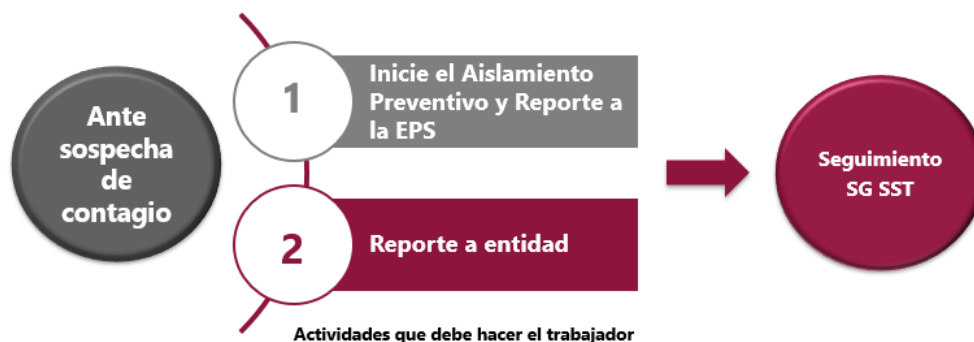 Ante
sospecha
de
contagio
1
Inicie el Aislamiento
Preventivo y Reporte a
la EPS
2
Reporte a entidad
Actividades que debe hacer el trabajador
Seguimiento
SG SST